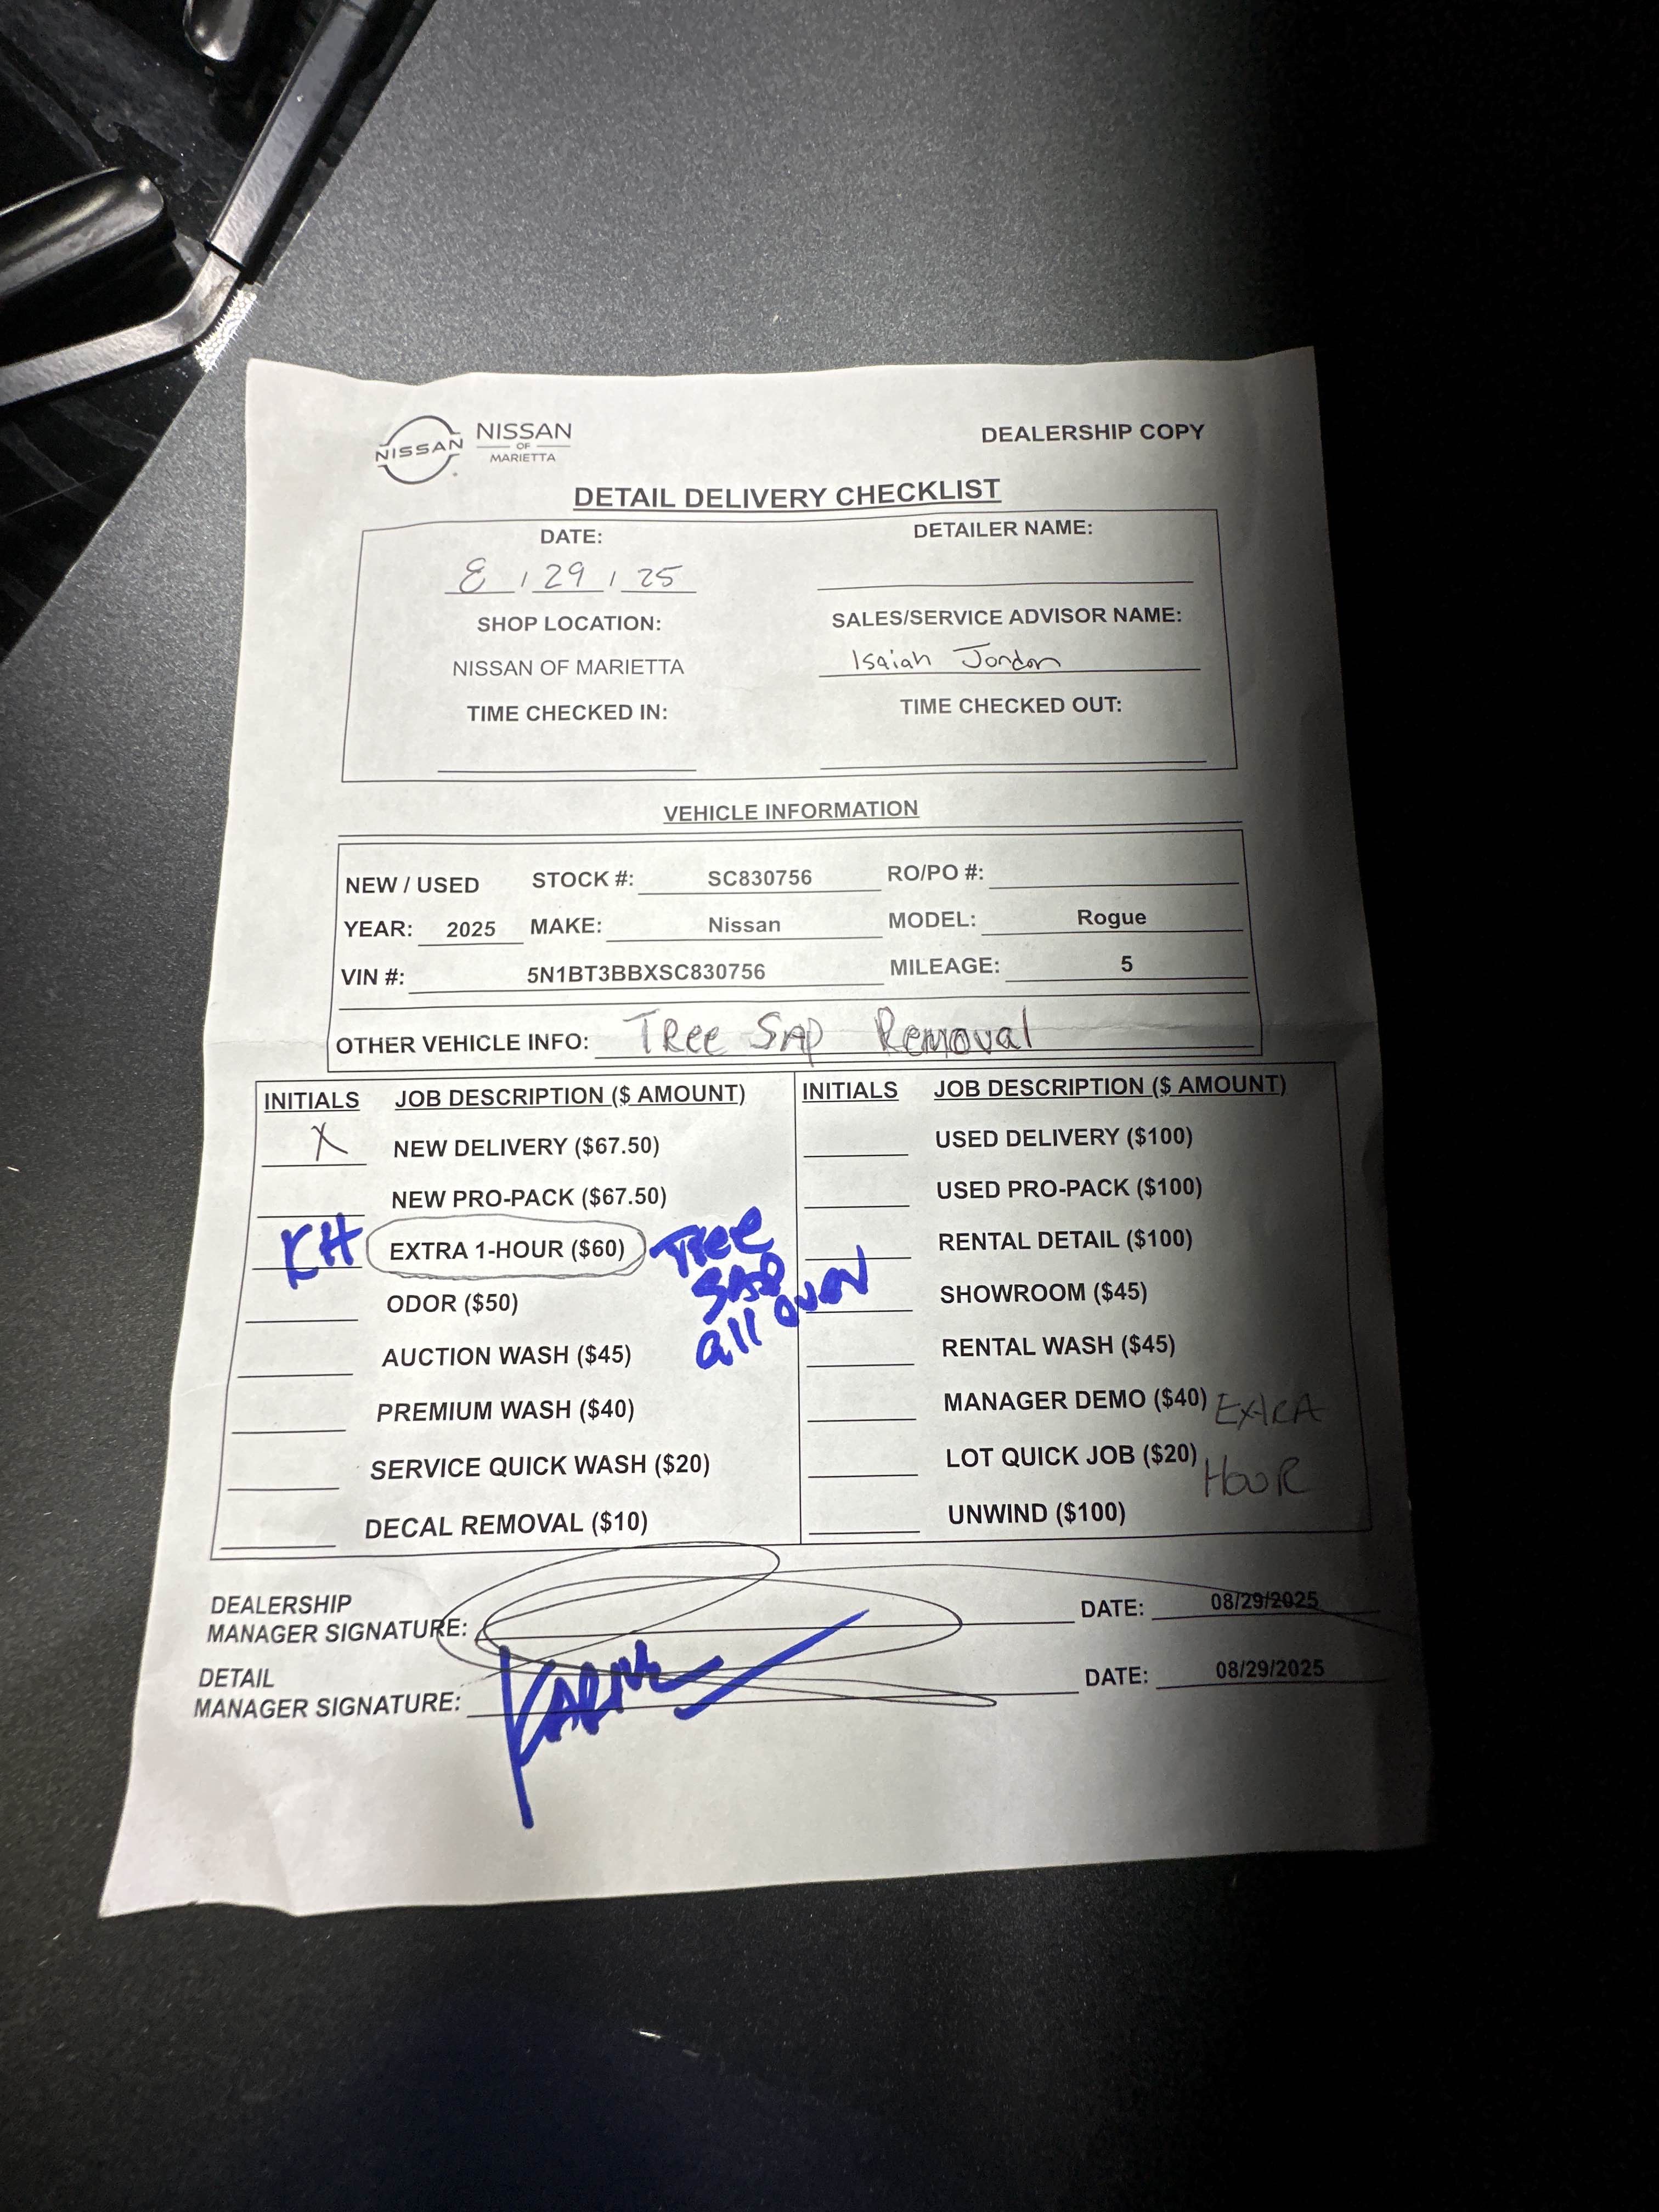 NISSAN
NISSAN
OF
MARIETTA
DEALERSHIP COPY
DETAIL DELIVERY CHECKLIST
DATE:
8 / 29 / 25
DETAILER NAME:
SHOP LOCATION:
NISSAN OF MARIETTA
SALES/SERVICE ADVISOR NAME:
Isaiah Jordon
TIME CHECKED IN:
TIME CHECKED OUT:
VEHICLE INFORMATION
NEW / USED STOCK #: SC830756 RO/PO #:
YEAR: 2025 MAKE: Nissan MODEL: Rogue
VIN #: 5N1BT3BBXSC830756 MILEAGE: 5
OTHER VEHICLE INFO: TRee SAP Removal
INITIALS JOB DESCRIPTION ($ AMOUNT)
X NEW DELIVERY ($67.50)
NEW PRO-PACK ($67.50)
KH EXTRA 1-HOUR ($60) TRee
SAP
all over
ODOR ($50)
AUCTION WASH ($45)
PREMIUM WASH ($40)
SERVICE QUICK WASH ($20)
DECAL REMOVAL ($10)
INITIALS JOB DESCRIPTION ($ AMOUNT)
USED DELIVERY ($100)
USED PRO-PACK ($100)
RENTAL DETAIL ($100)
SHOWROOM ($45)
RENTAL WASH ($45)
MANAGER DEMO ($40) EXtRA
LOT QUICK JOB ($20) HouR
UNWIND ($100)
DEALERSHIP
MANAGER SIGNATURE: DATE: 08/29/2025
DETAIL
MANAGER SIGNATURE: DATE: 08/29/2025